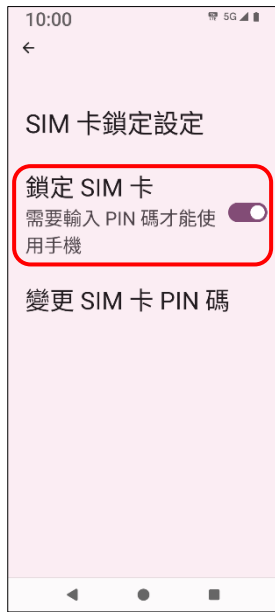 10:00
5G
SIM 卡鎖定設定
鎖定 SIM 卡
需要輸入 PIN 碼才能使
用手機
變更 SIM 卡 PIN 碼